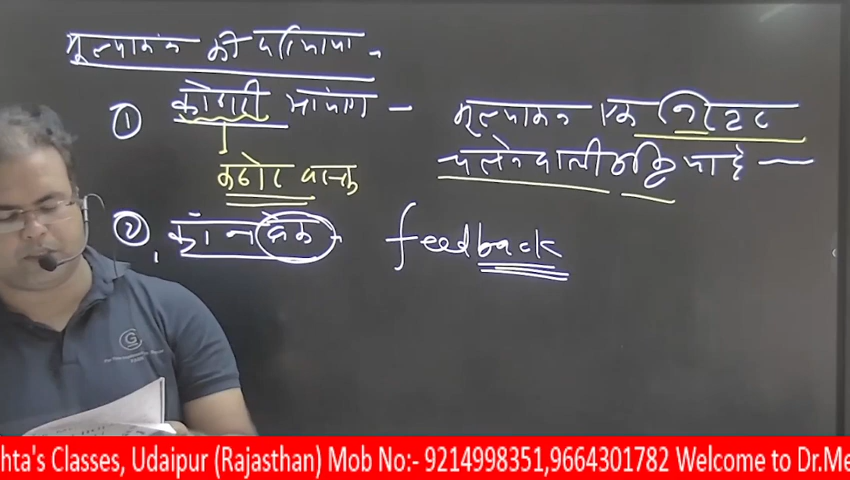 मूल्यांकन की परिभाषा
① कोठारी आयोग - मूल्यांकन एक निरंतर
चलने वाली प्रक्रिया है —
कठोर
② feedback
hta's Classes, Udaipur (Rajasthan) Mob No:- 9214998351,9664301782 Welcome to Dr.Me